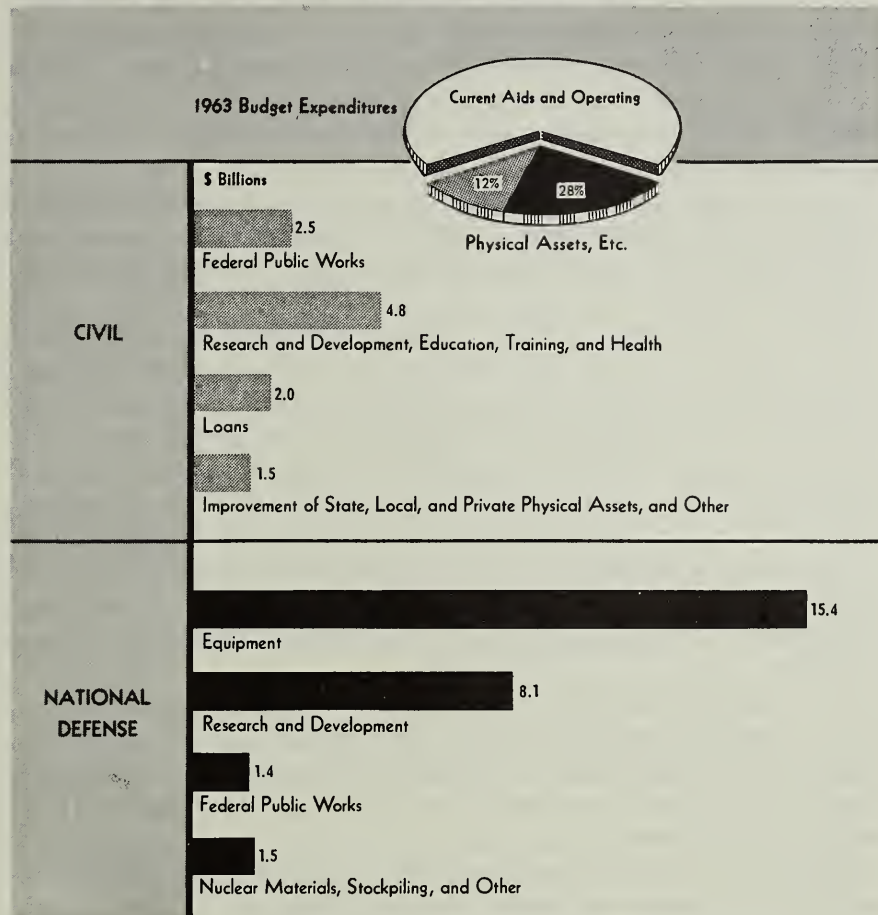 1963 Budget Expenditures
Current Aids and Operating
12%
28%
Physical Assets, Etc.
$ Billions
CIVIL
2.5
Federal Public Works
4.8
Research and Development, Education, Training, and Health
2.0
Loans
1.5
Improvement of State, Local, and Private Physical Assets, and Other
NATIONAL
DEFENSE
15.4
Equipment
8.1
Research and Development
1.4
Federal Public Works
1.5
Nuclear Materials, Stockpiling, and Other